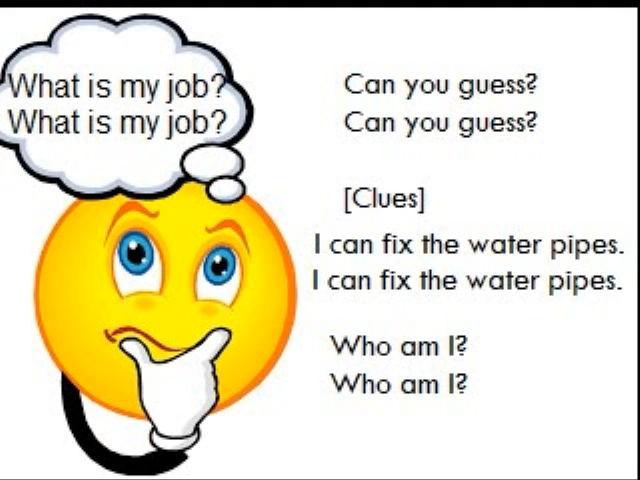 What is my job?
What is my job?
Can you guess?
Can you guess?
[Clues]
I can fix the water pipes.
I can fix the water pipes.
Who am I?
Who am I?